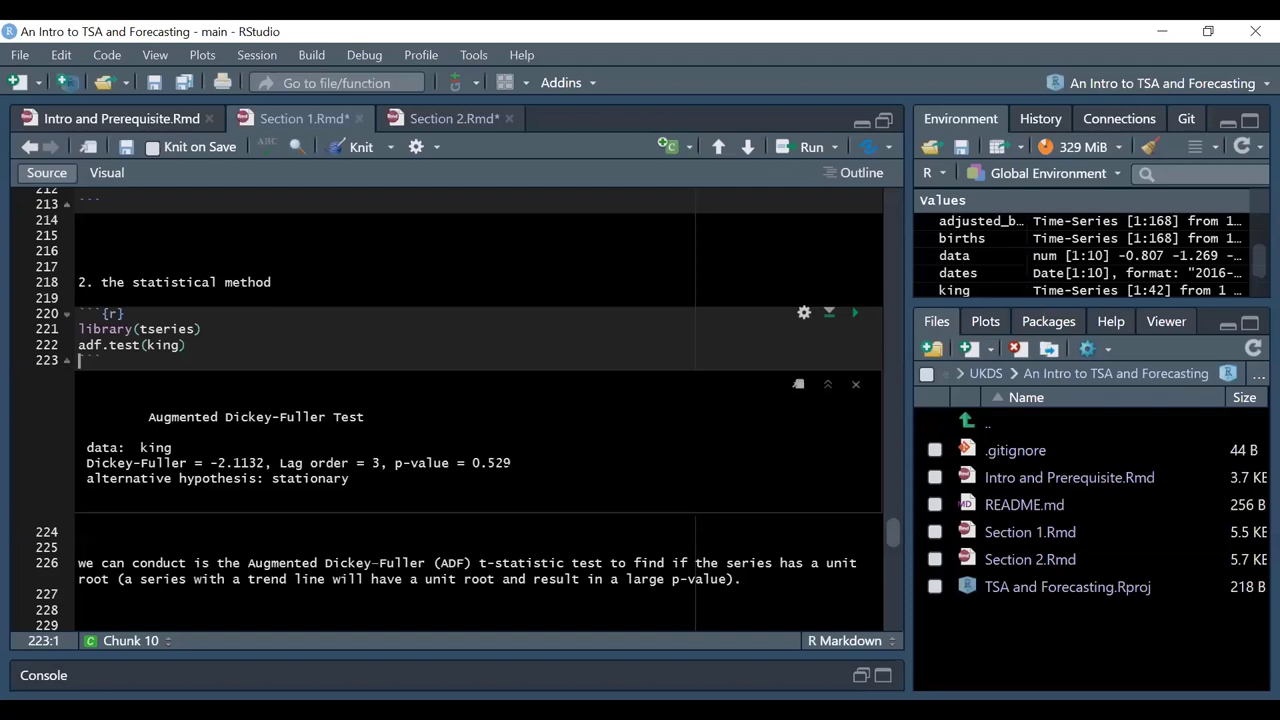 An Intro to TSA and Forecasting - main - RStudio
File Edit Code View Plots Session Build Debug Profile Tools Help
Go to file/function Addins An Intro to TSA and Forecasting
Intro and Prerequisite.Rmd Section 1.Rmd* Section 2.Rmd*
Knit on Save ABC Knit Run
Source Visual Outline
212
213 ```
214
215
216
217
218 2. the statistical method
219
220 ```{r}
221 library(tseries)
222 adf.test(king)
223 ```
Augmented Dickey-Fuller Test
data: king
Dickey-Fuller = -2.1132, Lag order = 3, p-value = 0.529
alternative hypothesis: stationary
224
225
226 we can conduct is the Augmented Dickey-Fuller (ADF) t-statistic test to find if the series has a unit
root (a series with a trend line will have a unit root and result in a large p-value).
227
228
229
223:1 C Chunk 10 R Markdown
Console
Environment History Connections Git
329 MiB
R Global Environment
Values
adjusted_b… Time-Series [1:168] from 1…
births Time-Series [1:168] from 1…
data num [1:10] -0.807 -1.269 -…
dates Date[1:10], format: "2016-…
king Time-Series [1:42] from 1 …
Files Plots Packages Help Viewer
UKDS An Intro to TSA and Forecasting ...
Name Size
..
.gitignore 44 B
Intro and Prerequisite.Rmd 3.7 KB
README.md 256 B
Section 1.Rmd 5.5 KB
Section 2.Rmd 5.7 KB
TSA and Forecasting.Rproj 218 B